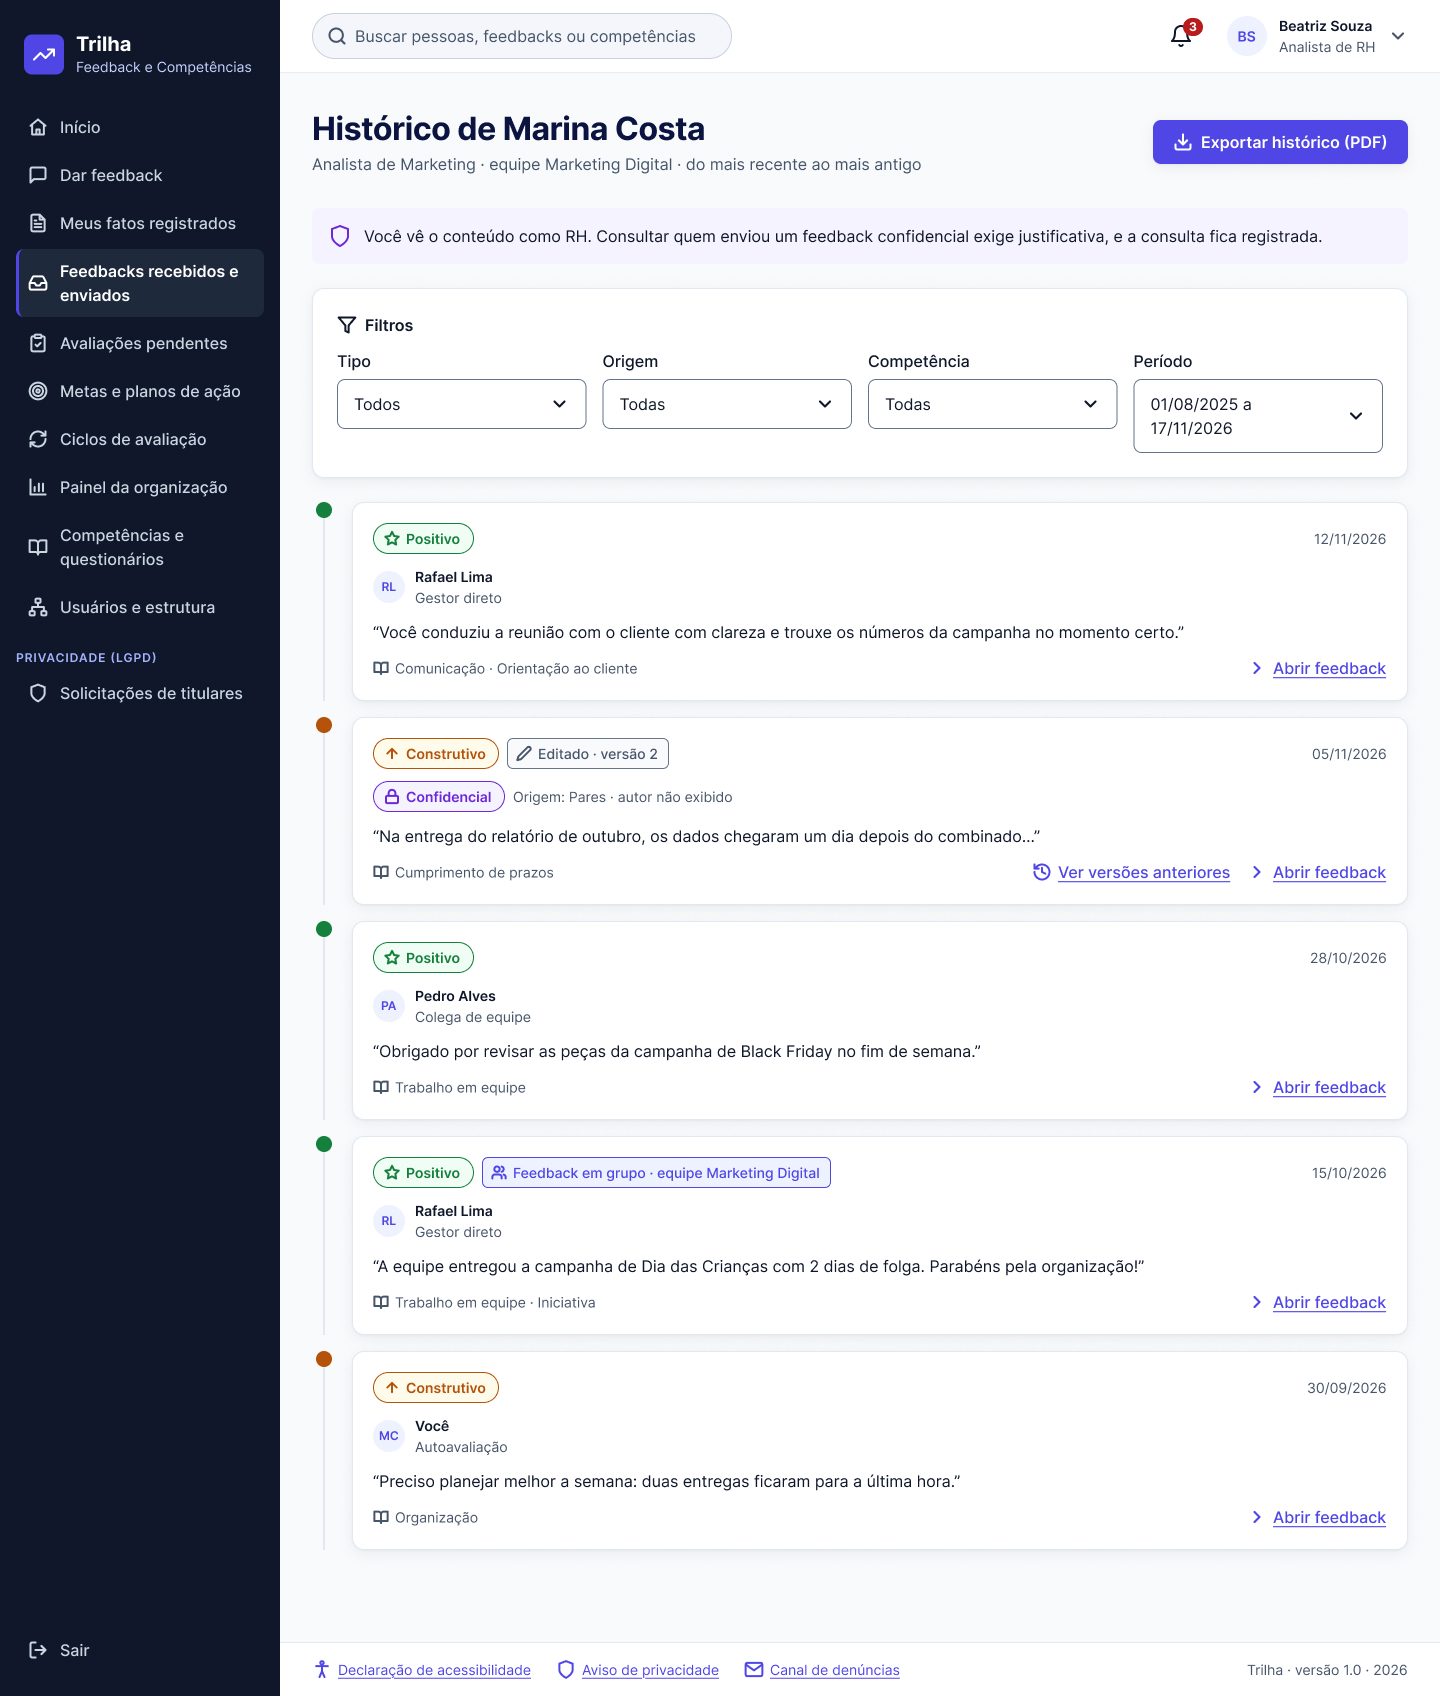 Trilha
Feedback e Competências
Início
Dar feedback
Meus fatos registrados
Feedbacks recebidos e
enviados
Avaliações pendentes
Metas e planos de ação
Ciclos de avaliação
Painel da organização
Competências e
questionários
Usuários e estrutura
PRIVACIDADE (LGPD)
Solicitações de titulares
Sair
Buscar pessoas, feedbacks ou competências
3
BS
Beatriz Souza
Analista de RH
Histórico de Marina Costa
Analista de Marketing · equipe Marketing Digital · do mais recente ao mais antigo
Exportar histórico (PDF)
Você vê o conteúdo como RH. Consultar quem enviou um feedback confidencial exige justificativa, e a consulta fica registrada.
Filtros
Tipo
Todos
Origem
Todas
Competência
Todas
Período
01/08/2025 a
17/11/2026
Positivo
12/11/2026
RL
Rafael Lima
Gestor direto
“Você conduziu a reunião com o cliente com clareza e trouxe os números da campanha no momento certo.”
Comunicação · Orientação ao cliente
Abrir feedback
Construtivo
Editado · versão 2
05/11/2026
Confidencial
Origem: Pares · autor não exibido
“Na entrega do relatório de outubro, os dados chegaram um dia depois do combinado…”
Cumprimento de prazos
Ver versões anteriores
Abrir feedback
Positivo
28/10/2026
PA
Pedro Alves
Colega de equipe
“Obrigado por revisar as peças da campanha de Black Friday no fim de semana.”
Trabalho em equipe
Abrir feedback
Positivo
Feedback em grupo · equipe Marketing Digital
15/10/2026
RL
Rafael Lima
Gestor direto
“A equipe entregou a campanha de Dia das Crianças com 2 dias de folga. Parabéns pela organização!”
Trabalho em equipe · Iniciativa
Abrir feedback
Construtivo
30/09/2026
MC
Você
Autoavaliação
“Preciso planejar melhor a semana: duas entregas ficaram para a última hora.”
Organização
Abrir feedback
Declaração de acessibilidade
Aviso de privacidade
Canal de denúncias
Trilha · versão 1.0 · 2026